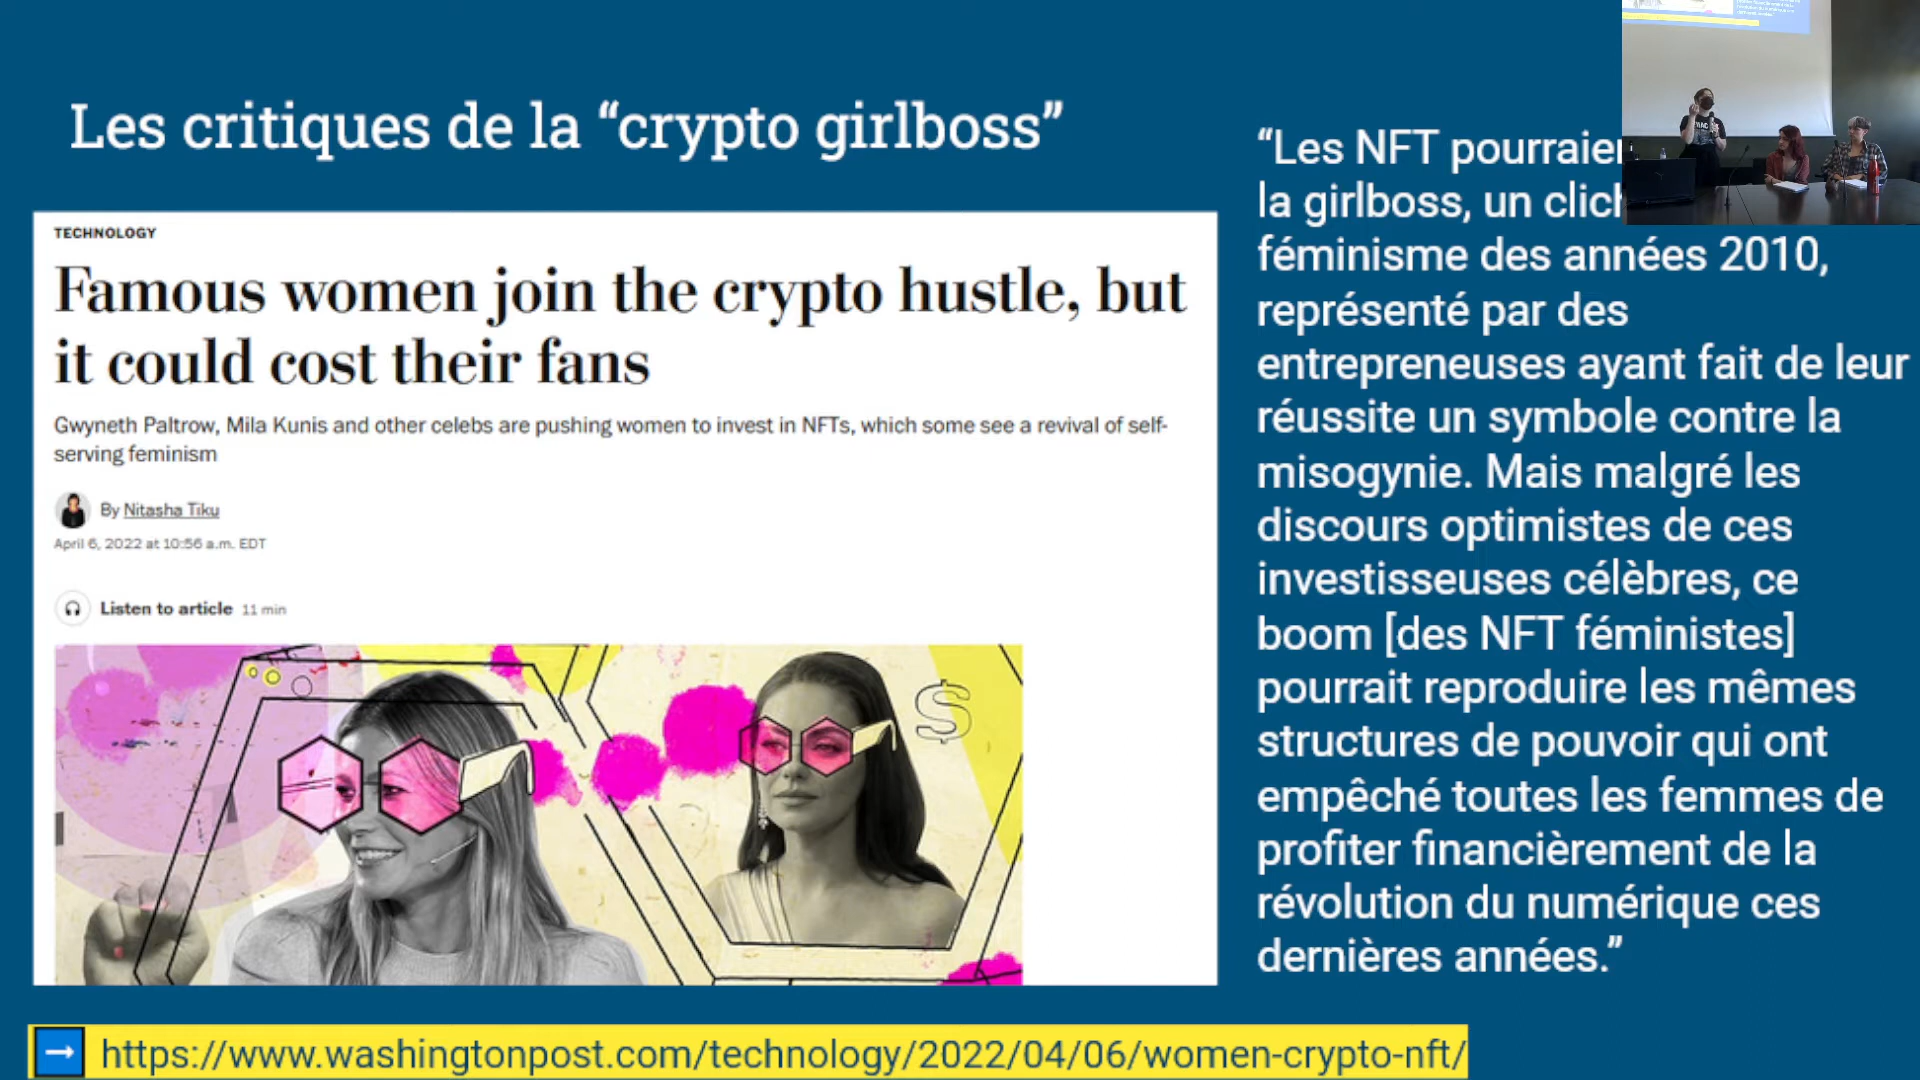 Les critiques de la “crypto girlboss”
TECHNOLOGY
Famous women join the crypto hustle, but
it could cost their fans
Gwyneth Paltrow, Mila Kunis and other celebs are pushing women to invest in NFTs, which some see a revival of self-
serving feminism
By Nitasha Tiku
April 6, 2022 at 10:56 a.m. EDT
Listen to article 11 min
$
“Les NFT
la girlboss, un
féminisme des années 2010,
représenté par des
entrepreneuses ayant fait de leur
réussite un symbole contre la
misogynie. Mais malgré les
discours optimistes de ces
investisseuses célèbres, ce
boom [des NFT féministes]
pourrait reproduire les mêmes
structures de pouvoir qui ont
empêché toutes les femmes de
profiter financièrement de la
révolution du numérique ces
dernières années.”
https://www.washingtonpost.com/technology/2022/04/06/women-crypto-nft/